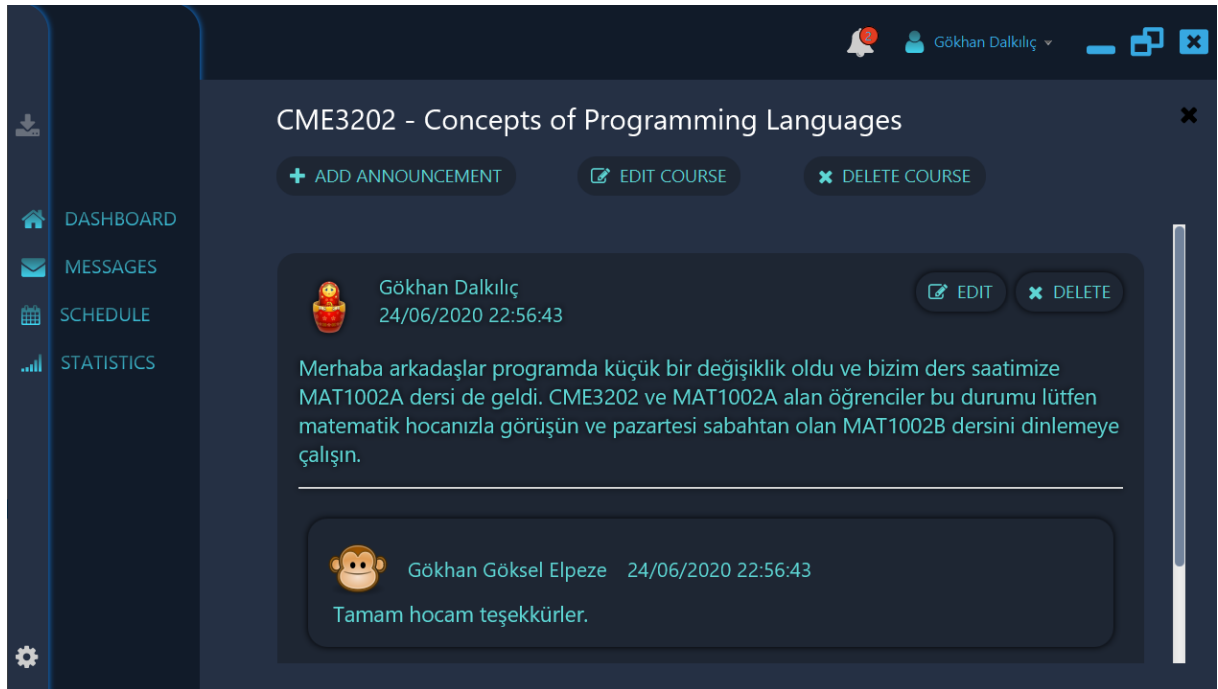 2
Gökhan Dalkılıç
CME3202 - Concepts of Programming Languages
ADD ANNOUNCEMENT
EDIT COURSE
DELETE COURSE
DASHBOARD
MESSAGES
SCHEDULE
STATISTICS
Gökhan Dalkılıç
24/06/2020 22:56:43
EDIT
DELETE
Merhaba arkadaşlar programda küçük bir değişiklik oldu ve bizim ders saatimize
MAT1002A dersi de geldi. CME3202 ve MAT1002A alan öğrenciler bu durumu lütfen
matematik hocanızla görüşün ve pazartesi sabahtan olan MAT1002B dersini dinlemeye
çalışın.
Gökhan Göksel Elpeze 24/06/2020 22:56:43
Tamam hocam teşekkürler.